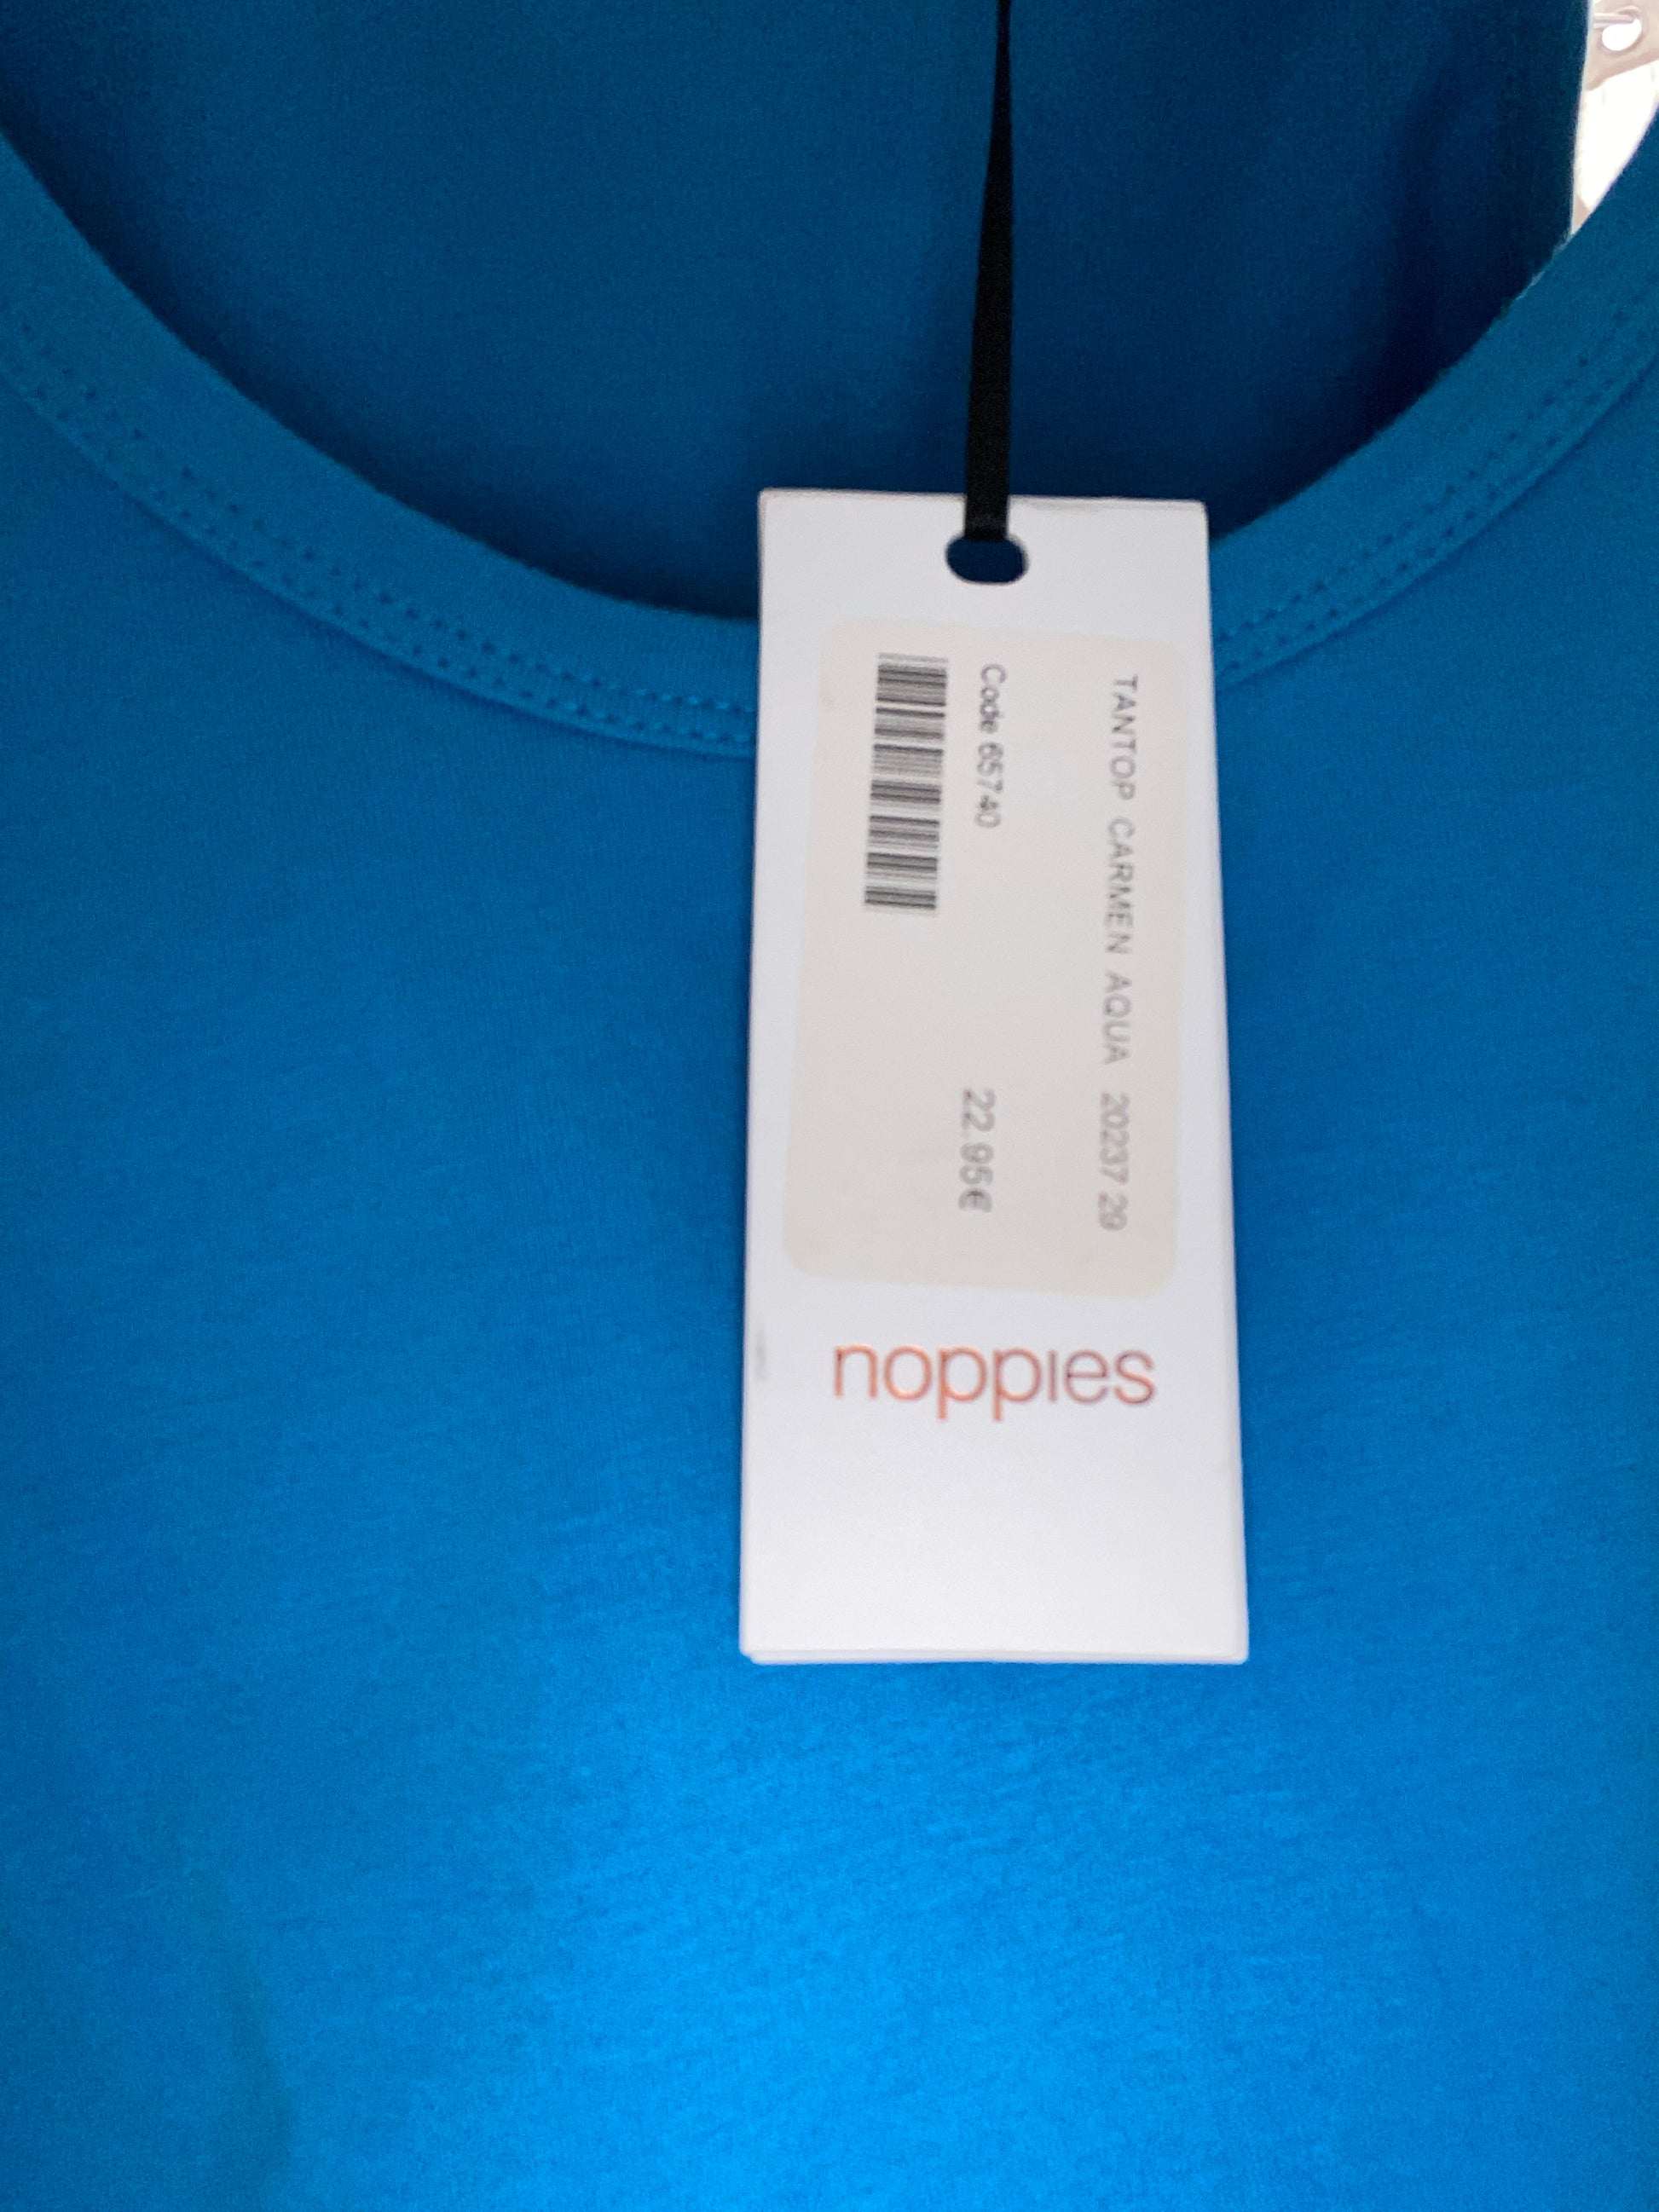 TANTOP CARMEN AQUA 20237 29
Code 65740
22.95€
noppies